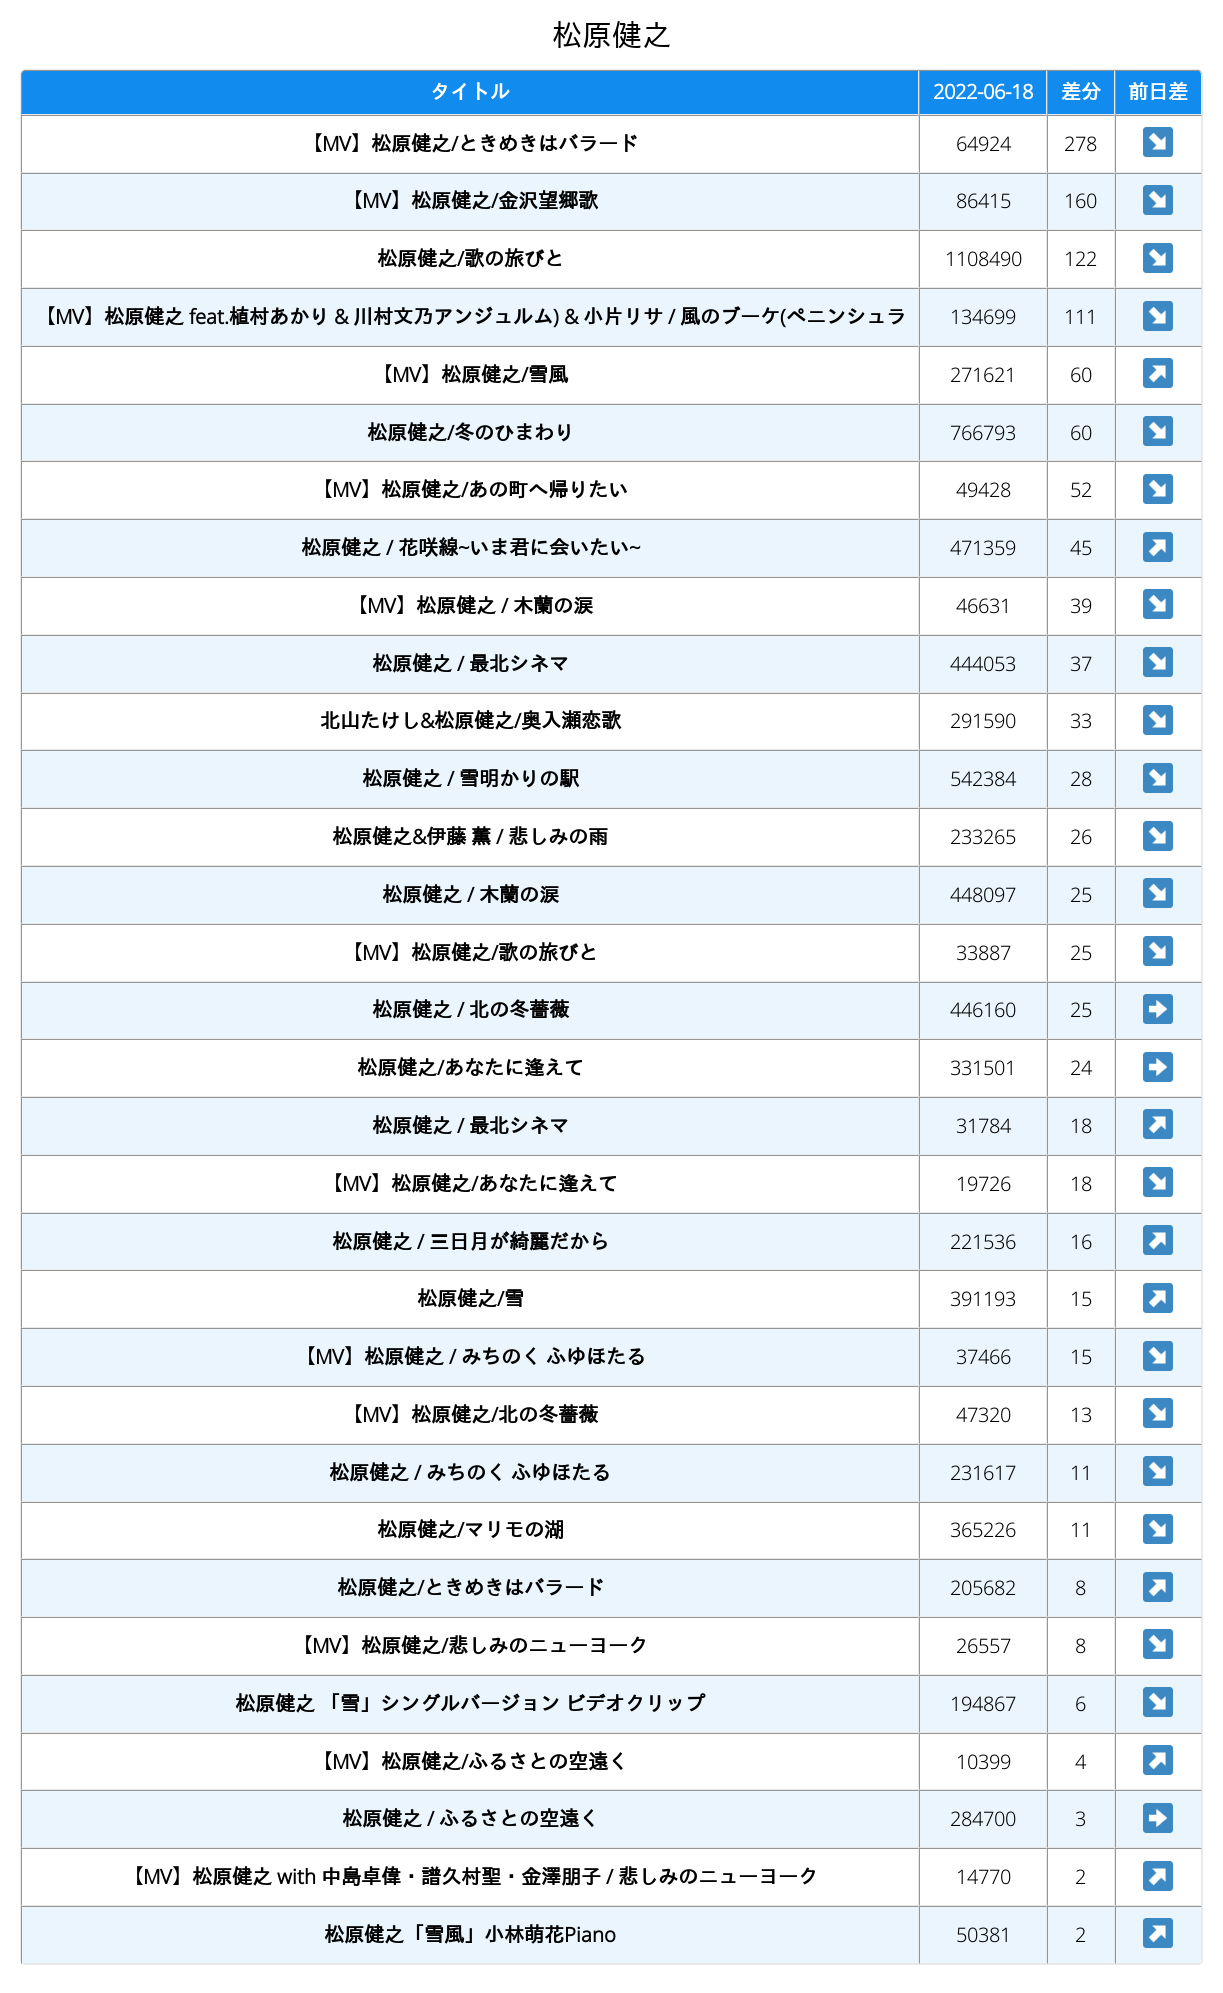 松原健之
タイトル 2022-06-18 差分 前日差
【MV】松原健之/ときめきはバラード 64924 278 ↘
【MV】松原健之/金沢望郷歌 86415 160 ↘
松原健之/歌の旅びと 1108490 122 ↘
【MV】松原健之 feat.植村あかり & 川村文乃アンジュルム) & 小片リサ / 風のブーケ(ペニンシュラ 134699 111 ↘
【MV】松原健之/雪風 271621 60 ↗
松原健之/冬のひまわり 766793 60 ↘
【MV】松原健之/あの町へ帰りたい 49428 52 ↘
松原健之 / 花咲線~いま君に会いたい~ 471359 45 ↗
【MV】松原健之 / 木蘭の涙 46631 39 ↘
松原健之 / 最北シネマ 444053 37 ↘
北山たけし&松原健之/奥入瀬恋歌 291590 33 ↘
松原健之 / 雪明かりの駅 542384 28 ↘
松原健之&伊藤 薫 / 悲しみの雨 233265 26 ↘
松原健之 / 木蘭の涙 448097 25 ↘
【MV】松原健之/歌の旅びと 33887 25 ↘
松原健之 / 北の冬薔薇 446160 25 ➡
松原健之/あなたに逢えて 331501 24 ➡
松原健之 / 最北シネマ 31784 18 ↗
【MV】松原健之/あなたに逢えて 19726 18 ↘
松原健之 / 三日月が綺麗だから 221536 16 ↗
松原健之/雪 391193 15 ↗
【MV】松原健之 / みちのく ふゆほたる 37466 15 ↘
【MV】松原健之/北の冬薔薇 47320 13 ↘
松原健之 / みちのく ふゆほたる 231617 11 ↘
松原健之/マリモの湖 365226 11 ↘
松原健之/ときめきはバラード 205682 8 ↗
【MV】松原健之/悲しみのニューヨーク 26557 8 ↘
松原健之 「雪」シングルバージョン ビデオクリップ 194867 6 ↘
【MV】松原健之/ふるさとの空遠く 10399 4 ↗
松原健之 / ふるさとの空遠く 284700 3 ➡
【MV】松原健之 with 中島卓偉・譜久村聖・金澤朋子 / 悲しみのニューヨーク 14770 2 ↗
松原健之「雪風」小林萌花Piano 50381 2 ↗